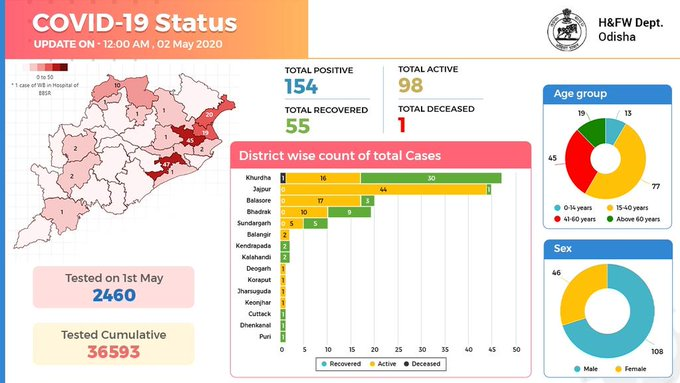 COVID-19 Status
UPDATE ON - 12:00 AM , 02 May 2020
H&FW Dept.
Odisha
0 to 50
* 1 case of WB in Hospital of
BBSR
10
20
19
45
1
2
1
47
2
1
2
1
1
TOTAL POSITIVE
154
TOTAL ACTIVE
98
TOTAL RECOVERED
55
TOTAL DECEASED
1
Tested on 1st May
2460
Tested Cumulative
36593
District wise count of total Cases
Khurdha 1 16 30
Jajpur 0 44 1
Balasore 0 17 3
Bhadrak 0 10 9
Sundargarh 0 5 5
Balangir 2
Kendrapada 2
Kalahandi 2
Deogarh 1
Koraput 1
Jharsuguda 1
Keonjhar 1
Cuttack 1
Dhenkanal 1
Puri 1
0 5 10 15 20 25 30 35 40 45 50
Recovered Active Deceased
Age group
19 13
45
77
0-14 years 15-40 years
41-60 years Above 60 years
Sex
46
108
Male Female